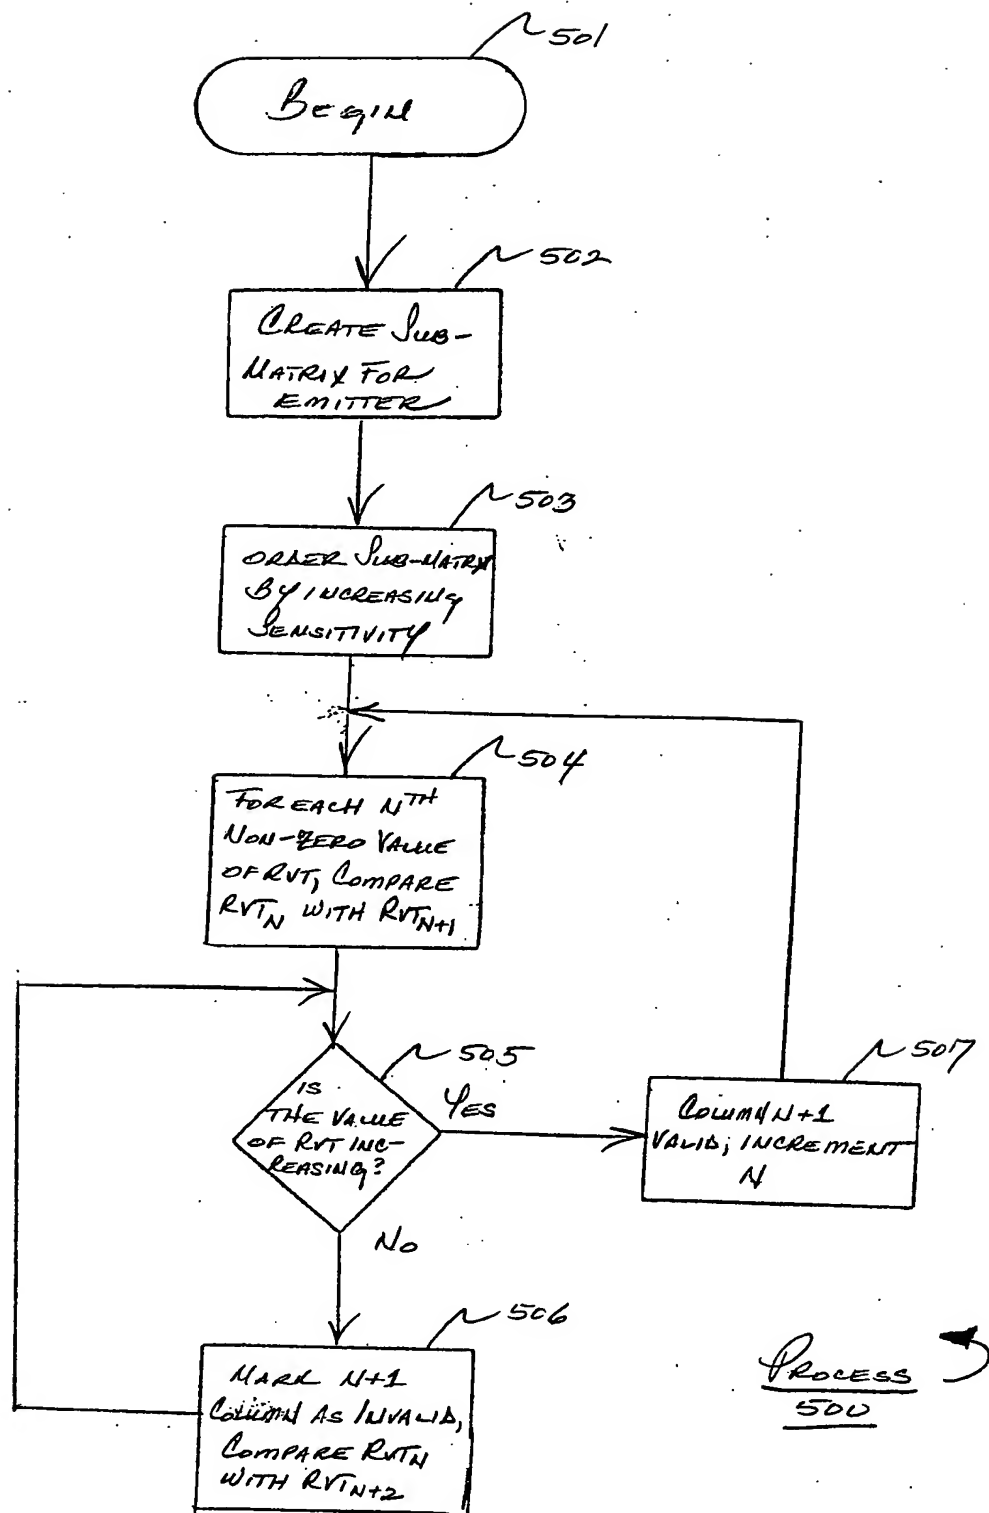 501
Begin
502
Create Sub-
Matrix For
Emitter
503
Order Sub-Matrix
By Increasing
Sensitivity
504
For each Nth
Non-zero Value
of RVT, Compare
RVTN with RVTN+1
505
Is
the value
of RVT inc-
reasing?
Yes
507
Column N+1
Valid; Increment
N
No
506
Mark N+1
Column as Invalid,
Compare RVTN
with RVTN+2
Process
500